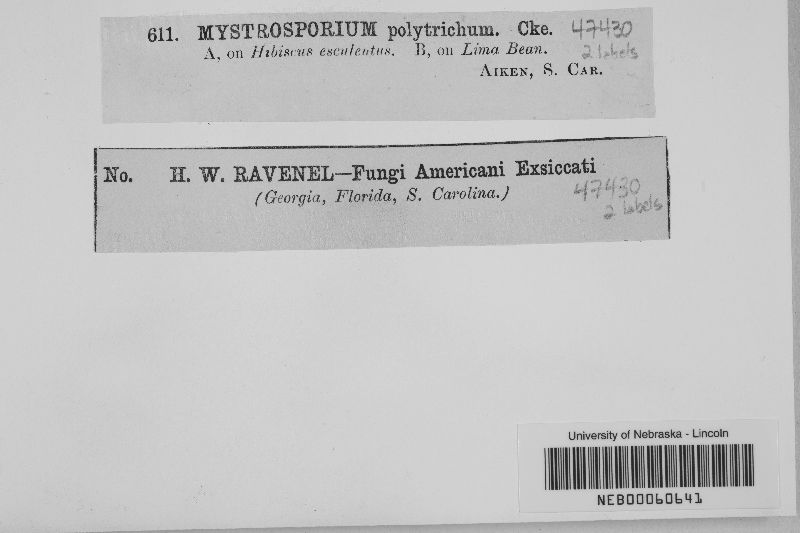 611. MYSTROSPORIUM polytrichum. Cke. 47430
A, on Hibiscus esculentus. B, on Lima Bean. 2 labels
AIKEN, S. CAR.
No. H. W. RAVENEL—Fungi Americani Exsiccati
(Georgia, Florida, S. Carolina.) 47430
2 labels
University of Nebraska - Lincoln
NEB00060641